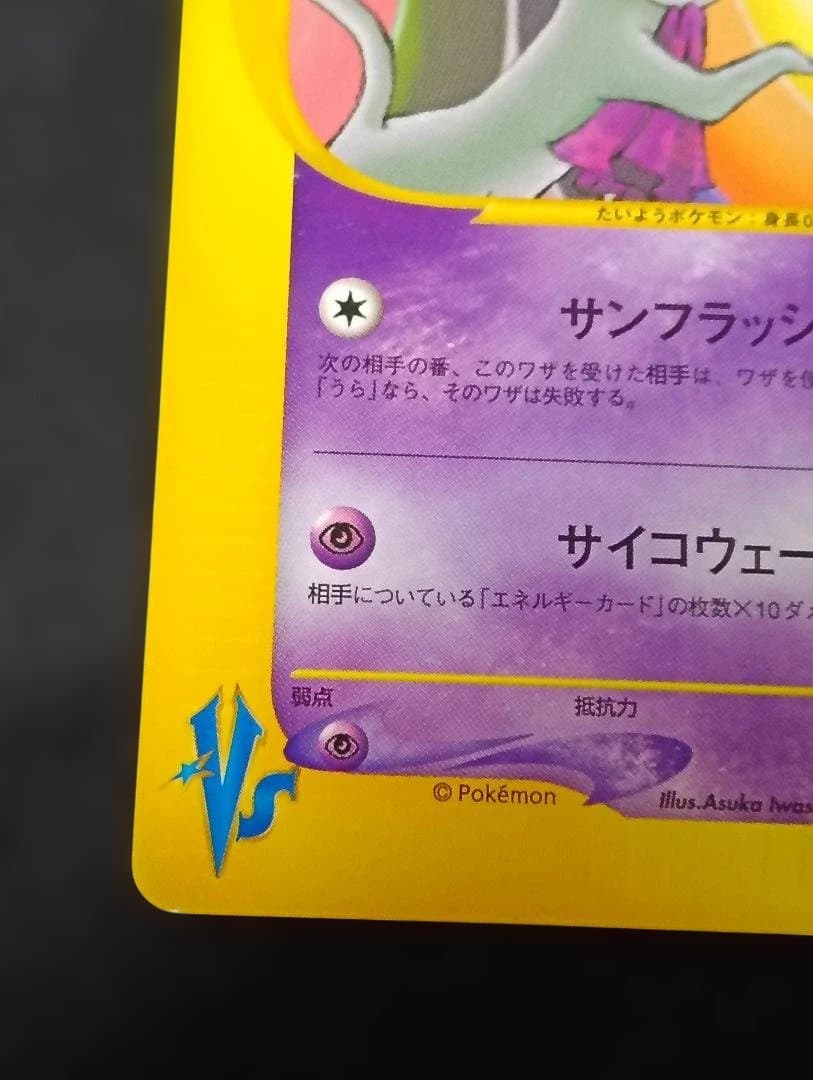 たいようポケモン：身長0
サンフラッシ
次の相手の番、このワザを受けた相手は、ワザを使
「うら」なら、そのワザは失敗する。
サイコウェー
相手についている「エネルギーカード」の枚数×10ダメ
弱点
抵抗力
VS
© Pokémon
Illus.Asuka Iwas